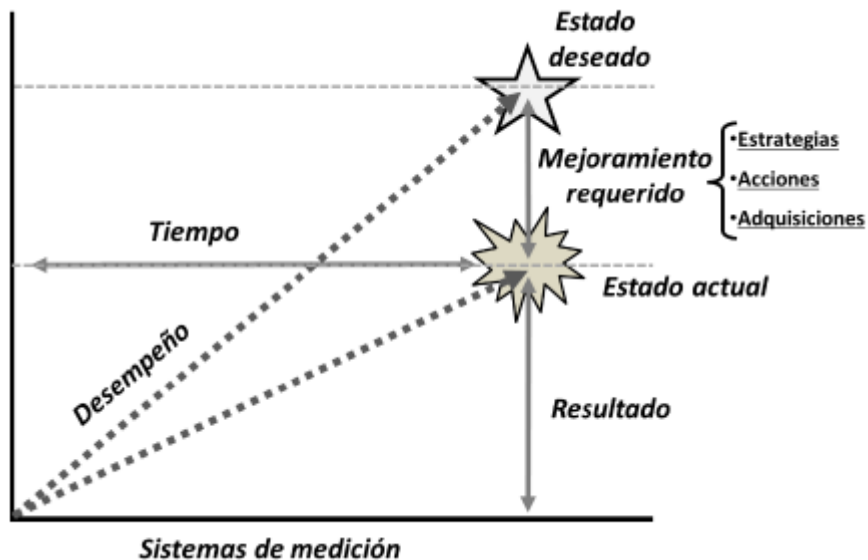 Estado
deseado
Mejoramiento
requerido
•Estrategias
•Acciones
•Adquisiciones
Tiempo
Estado actual
Desempeño
Resultado
Sistemas de medición